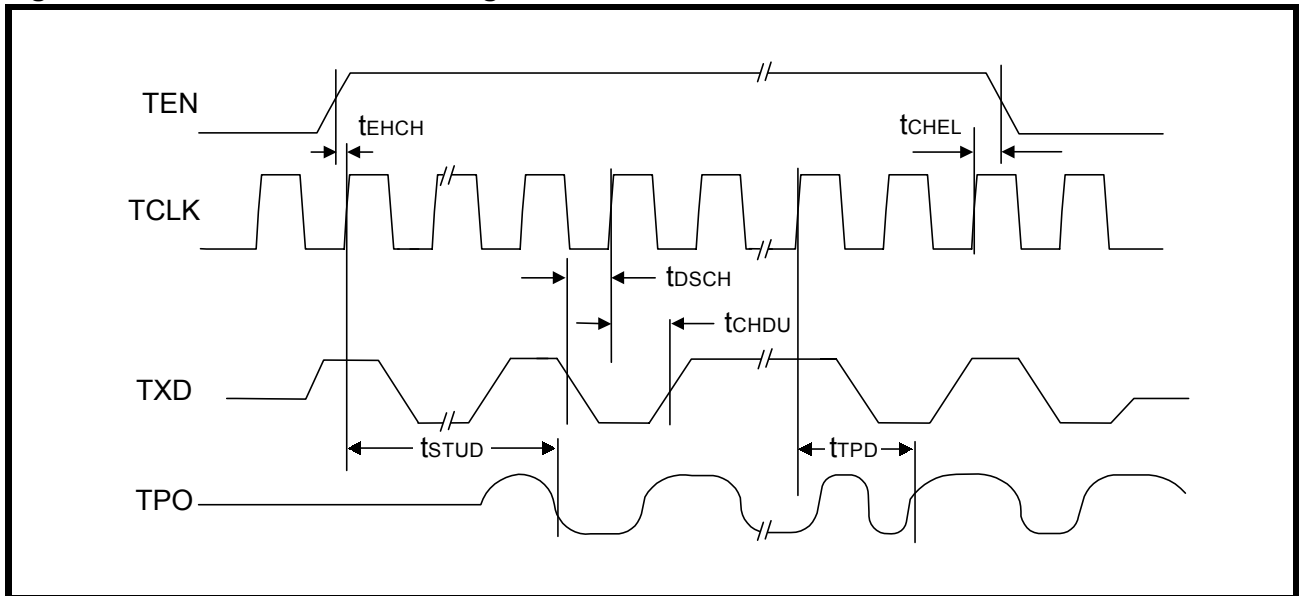 TEN
tEHCH
tCHEL
TCLK
tDSCH
tCHDU
TXD
tSTUD
tTPD
TPO